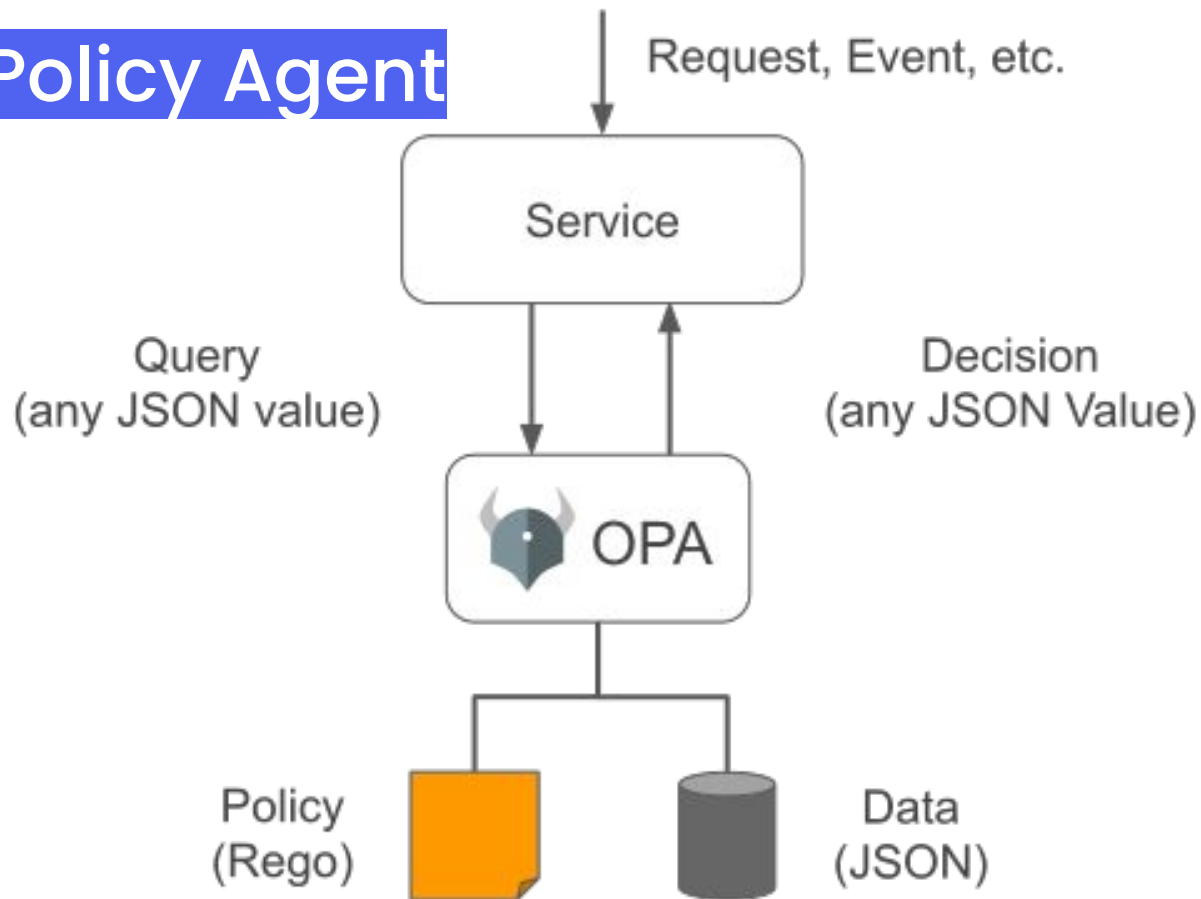 Policy Agent
Request, Event, etc.
Service
Query
(any JSON value)
Decision
(any JSON Value)
OPA
Policy
(Rego)
Data
(JSON)